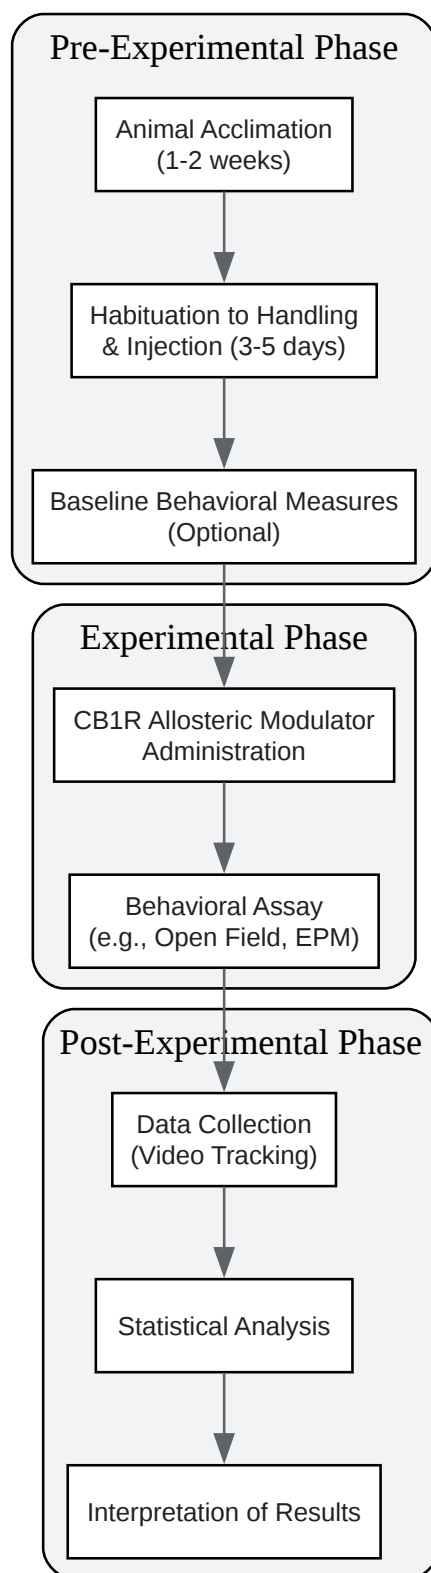 Pre-Experimental Phase
Animal Acclimation
(1-2 weeks)
Habituation to Handling
& Injection (3-5 days)
Baseline Behavioral Measures
(Optional)
Experimental Phase
CB1R Allosteric Modulator
Administration
Behavioral Assay
(e.g., Open Field, EPM)
Post-Experimental Phase
Data Collection
(Video Tracking)
Statistical Analysis
Interpretation of Results